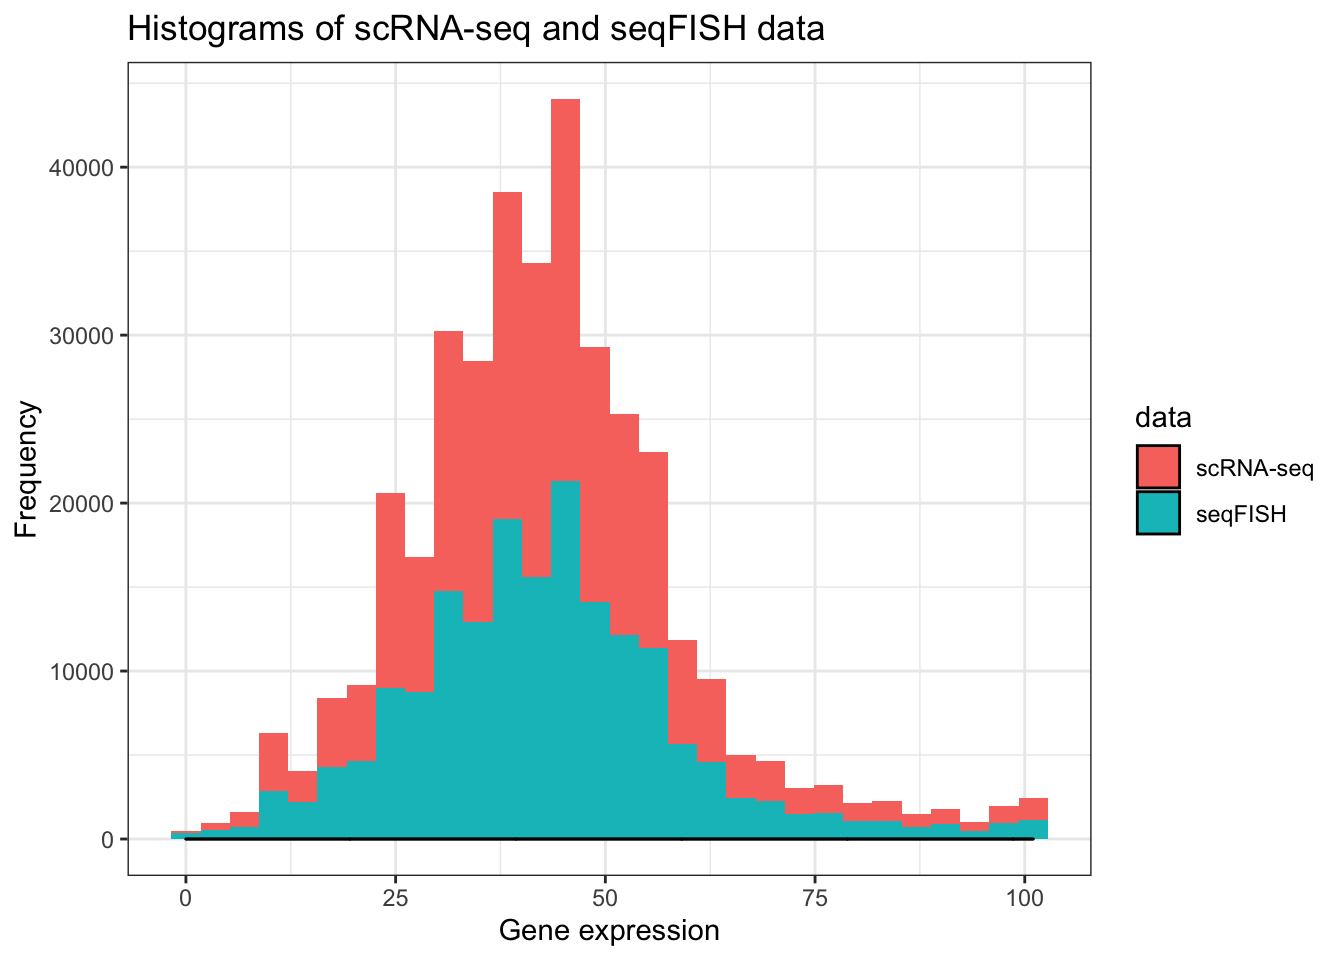 Histograms of scRNA-seq and seqFISH data
40000
30000
20000
10000
0
Frequency
0 25 50 75 100
Gene expression
data
scRNA-seq
seqFISH